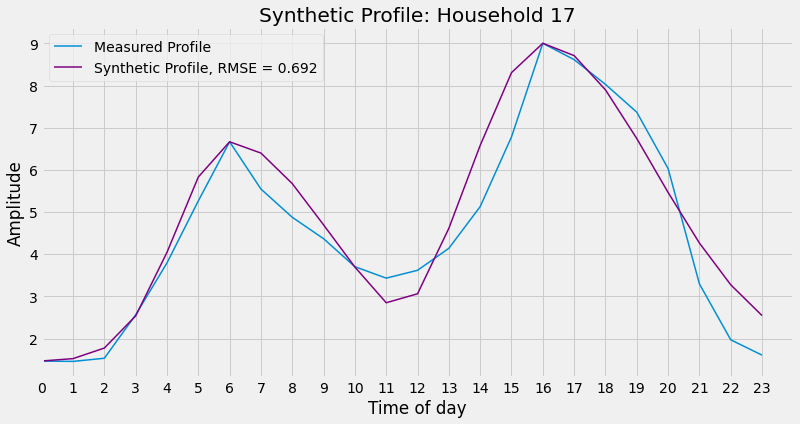 Synthetic Profile: Household 17
Measured Profile
Synthetic Profile, RMSE = 0.692
Amplitude
9
8
7
6
5
4
3
2
0 1 2 3 4 5 6 7 8 9 10 11 12 13 14 15 16 17 18 19 20 21 22 23
Time of day